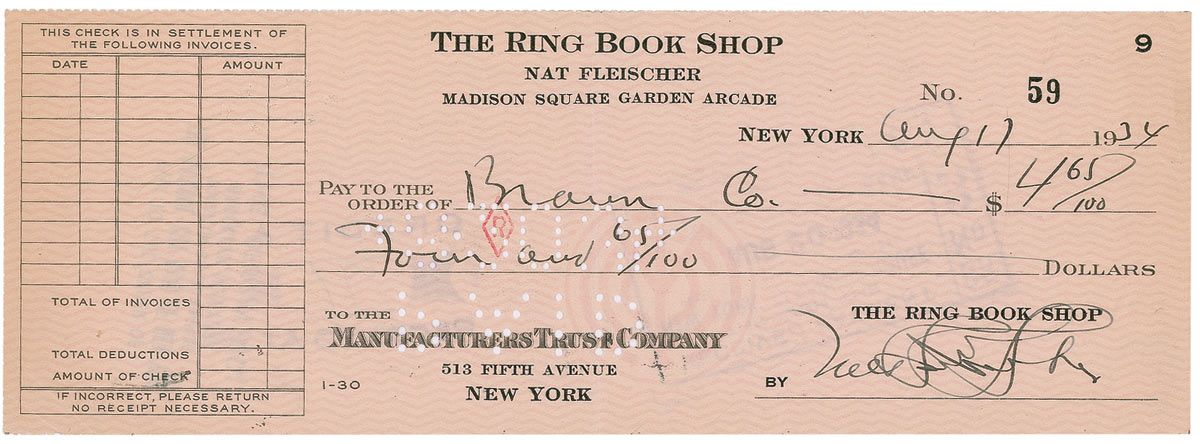 THIS CHECK IS IN SETTLEMENT OF
THE FOLLOWING INVOICES.
DATE AMOUNT
TOTAL OF INVOICES
TOTAL DEDUCTIONS
AMOUNT OF CHECK
IF INCORRECT, PLEASE RETURN
NO RECEIPT NECESSARY.
THE RING BOOK SHOP
9
NAT FLEISCHER
MADISON SQUARE GARDEN ARCADE
No. 59
NEW YORK Aug 17 1934
PAY TO THE
ORDER OF Braun Co. $ 4 65/100
Four and 65/100 DOLLARS
TO THE
MANUFACTURERS TRUST COMPANY
513 FIFTH AVENUE
1-30
NEW YORK
THE RING BOOK SHOP
BY Nat Fleischer
R